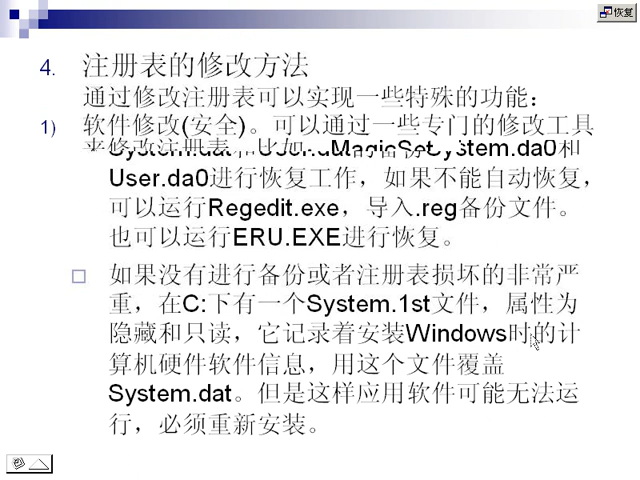 恢复
4. 注册表的修改方法
通过修改注册表可以实现一些特殊的功能：
1) 软件修改(安全)。可以通过一些专门的修改工具
来修改注册表
User.da0进行恢复工作，如果不能自动恢复，
可以运行Regedit.exe，导入.reg备份文件。
也可以运行ERU.EXE进行恢复。
如果没有进行备份或者注册表损坏的非常严
重，在C:下有一个System.1st文件，属性为
隐藏和只读，它记录着安装Windows时的计
算机硬件软件信息，用这个文件覆盖
System.dat。但是这样应用软件可能无法运
行，必须重新安装。